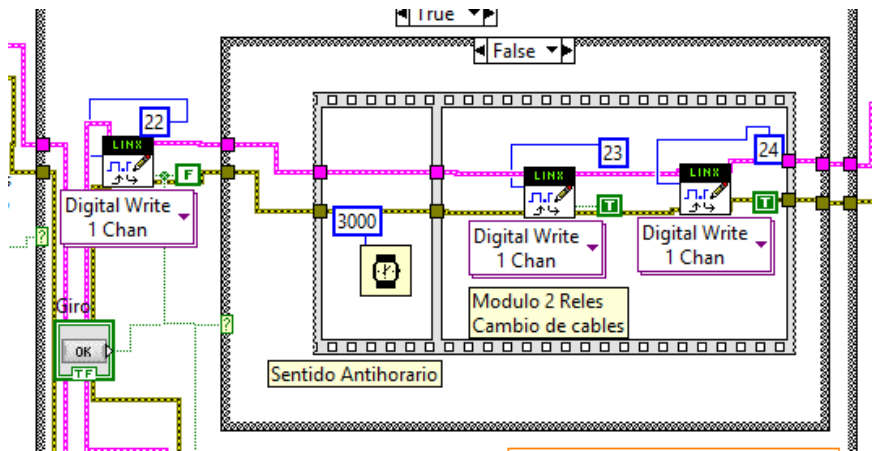 True
False
22
LINX
F
Digital Write
1 Chan
3000
23
LINX
T
Digital Write
1 Chan
24
LINX
T
Digital Write
1 Chan
?
Giro
OK
TF
?
Modulo 2 Reles
Cambio de cables
Sentido Antihorario